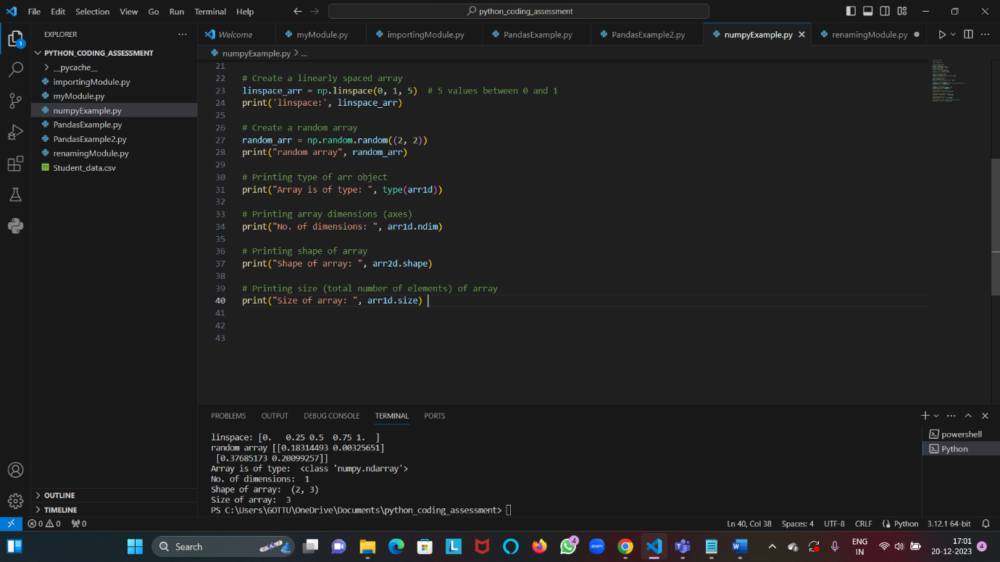 File Edit Selection View Go Run Terminal Help
python_coding_assessment
EXPLORER
Welcome
myModule.py
importingModule.py
PandasExample.py
PandasExample2.py
numpyExample.py
renamingModule.py
1
PYTHON_CODING_ASSESSMENT
__pycache__
importingModule.py
myModule.py
numpyExample.py
PandasExample.py
PandasExample2.py
renamingModule.py
Student_data.csv
OUTLINE
TIMELINE
numpyExample.py > ...
21
22 # Create a linearly spaced array
23 linspace_arr = np.linspace(0, 1, 5)  # 5 values between 0 and 1
24 print('linspace:', linspace_arr)
25
26 # Create a random array
27 random_arr = np.random.random((2, 2))
28 print("random array", random_arr)
29
30 # Printing type of arr object
31 print("Array is of type: ", type(arr1d))
32
33 # Printing array dimensions (axes)
34 print("No. of dimensions: ", arr1d.ndim)
35
36 # Printing shape of array
37 print("Shape of array: ", arr2d.shape)
38
39 # Printing size (total number of elements) of array
40 print("Size of array: ", arr1d.size)
41
42
43
PROBLEMS OUTPUT DEBUG CONSOLE TERMINAL PORTS
linspace: [0.   0.25 0.5  0.75 1.  ]
random array [[0.18314493 0.00325651]
 [0.37685173 0.20099257]]
Array is of type:  <class 'numpy.ndarray'>
No. of dimensions:  1
Shape of array:  (2, 3)
Size of array:  3
PS C:\Users\GOTTU\OneDrive\Documents\python_coding_assessment>
powershell
Python
0 0 0
Ln 40, Col 38 Spaces: 4 UTF-8 CRLF Python 3.12.1 64-bit
Search
L
4
zoom
W
ENG
IN
17:01
20-12-2023
4